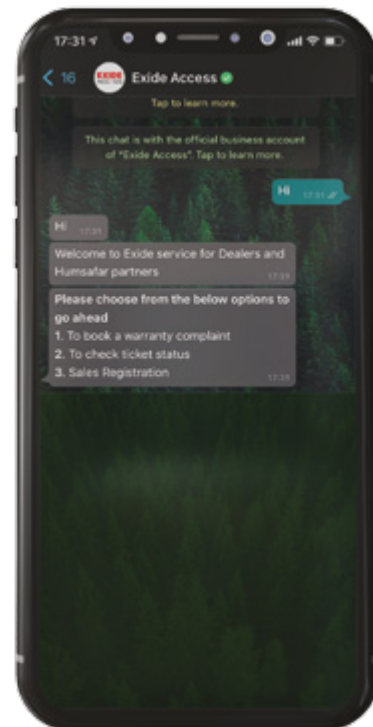 17:31
16 EXIDE Exide Access
Tap to learn more.
This chat is with the official business account
of "Exide Access". Tap to learn more.
Hi 17:31
Hi 17:31
Welcome to Exide service for Dealers and
Humsafar partners
17:31
Please choose from the below options to
go ahead
1. To book a warranty complaint
2. To check ticket status
3. Sales Registration
17:31